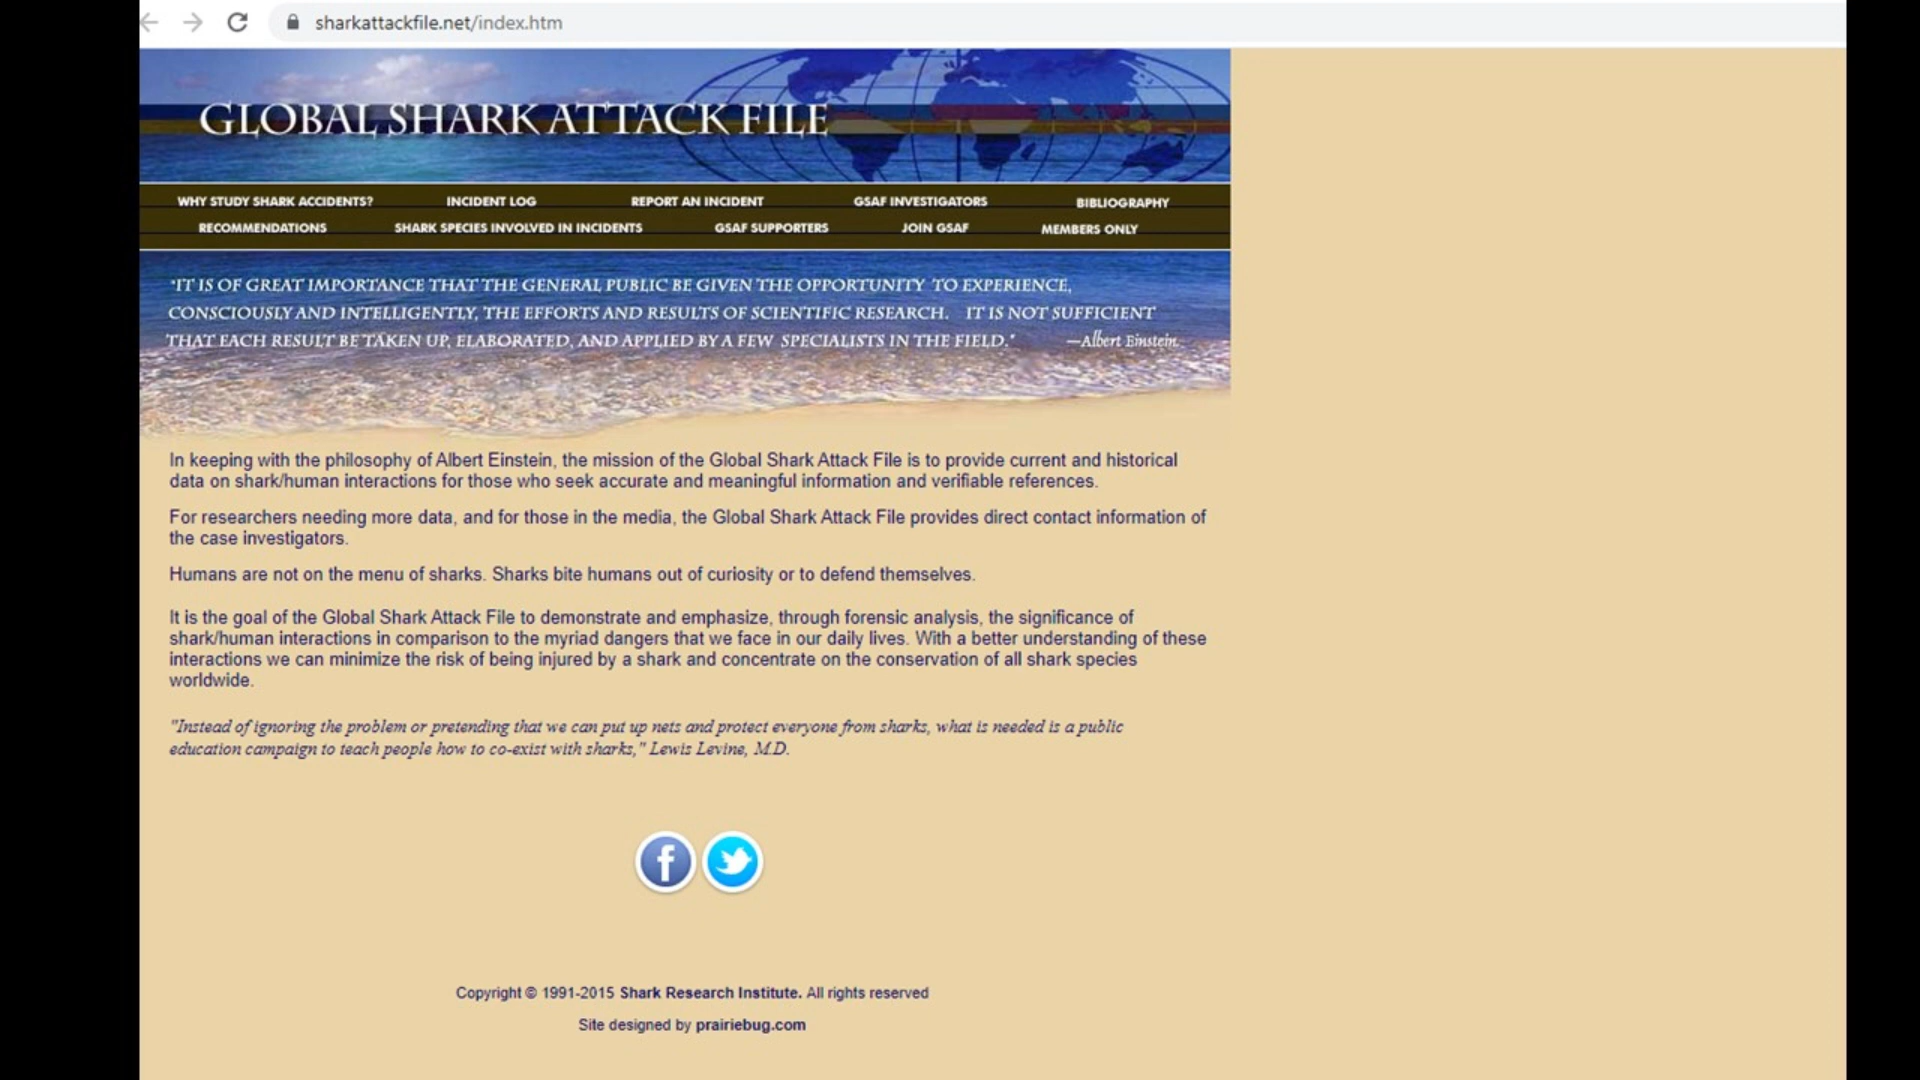 sharkattackfile.net/index.htm
GLOBAL SHARK ATTACK FILE
WHY STUDY SHARK ACCIDENTS? INCIDENT LOG REPORT AN INCIDENT GSAF INVESTIGATORS BIBLIOGRAPHY
RECOMMENDATIONS SHARK SPECIES INVOLVED IN INCIDENTS GSAF SUPPORTERS JOIN GSAF MEMBERS ONLY
"IT IS OF GREAT IMPORTANCE THAT THE GENERAL PUBLIC BE GIVEN THE OPPORTUNITY TO EXPERIENCE,
CONSCIOUSLY AND INTELLIGENTLY, THE EFFORTS AND RESULTS OF SCIENTIFIC RESEARCH. IT IS NOT SUFFICIENT
THAT EACH RESULT BE TAKEN UP, ELABORATED, AND APPLIED BY A FEW SPECIALISTS IN THE FIELD." —Albert Einstein
In keeping with the philosophy of Albert Einstein, the mission of the Global Shark Attack File is to provide current and historical
data on shark/human interactions for those who seek accurate and meaningful information and verifiable references.
For researchers needing more data, and for those in the media, the Global Shark Attack File provides direct contact information of
the case investigators.
Humans are not on the menu of sharks. Sharks bite humans out of curiosity or to defend themselves.
It is the goal of the Global Shark Attack File to demonstrate and emphasize, through forensic analysis, the significance of
shark/human interactions in comparison to the myriad dangers that we face in our daily lives. With a better understanding of these
interactions we can minimize the risk of being injured by a shark and concentrate on the conservation of all shark species
worldwide.
"Instead of ignoring the problem or pretending that we can put up nets and protect everyone from sharks, what is needed is a public
education campaign to teach people how to co-exist with sharks," Lewis Levine, M.D.
f
Copyright © 1991-2015 Shark Research Institute. All rights reserved
Site designed by prairiebug.com